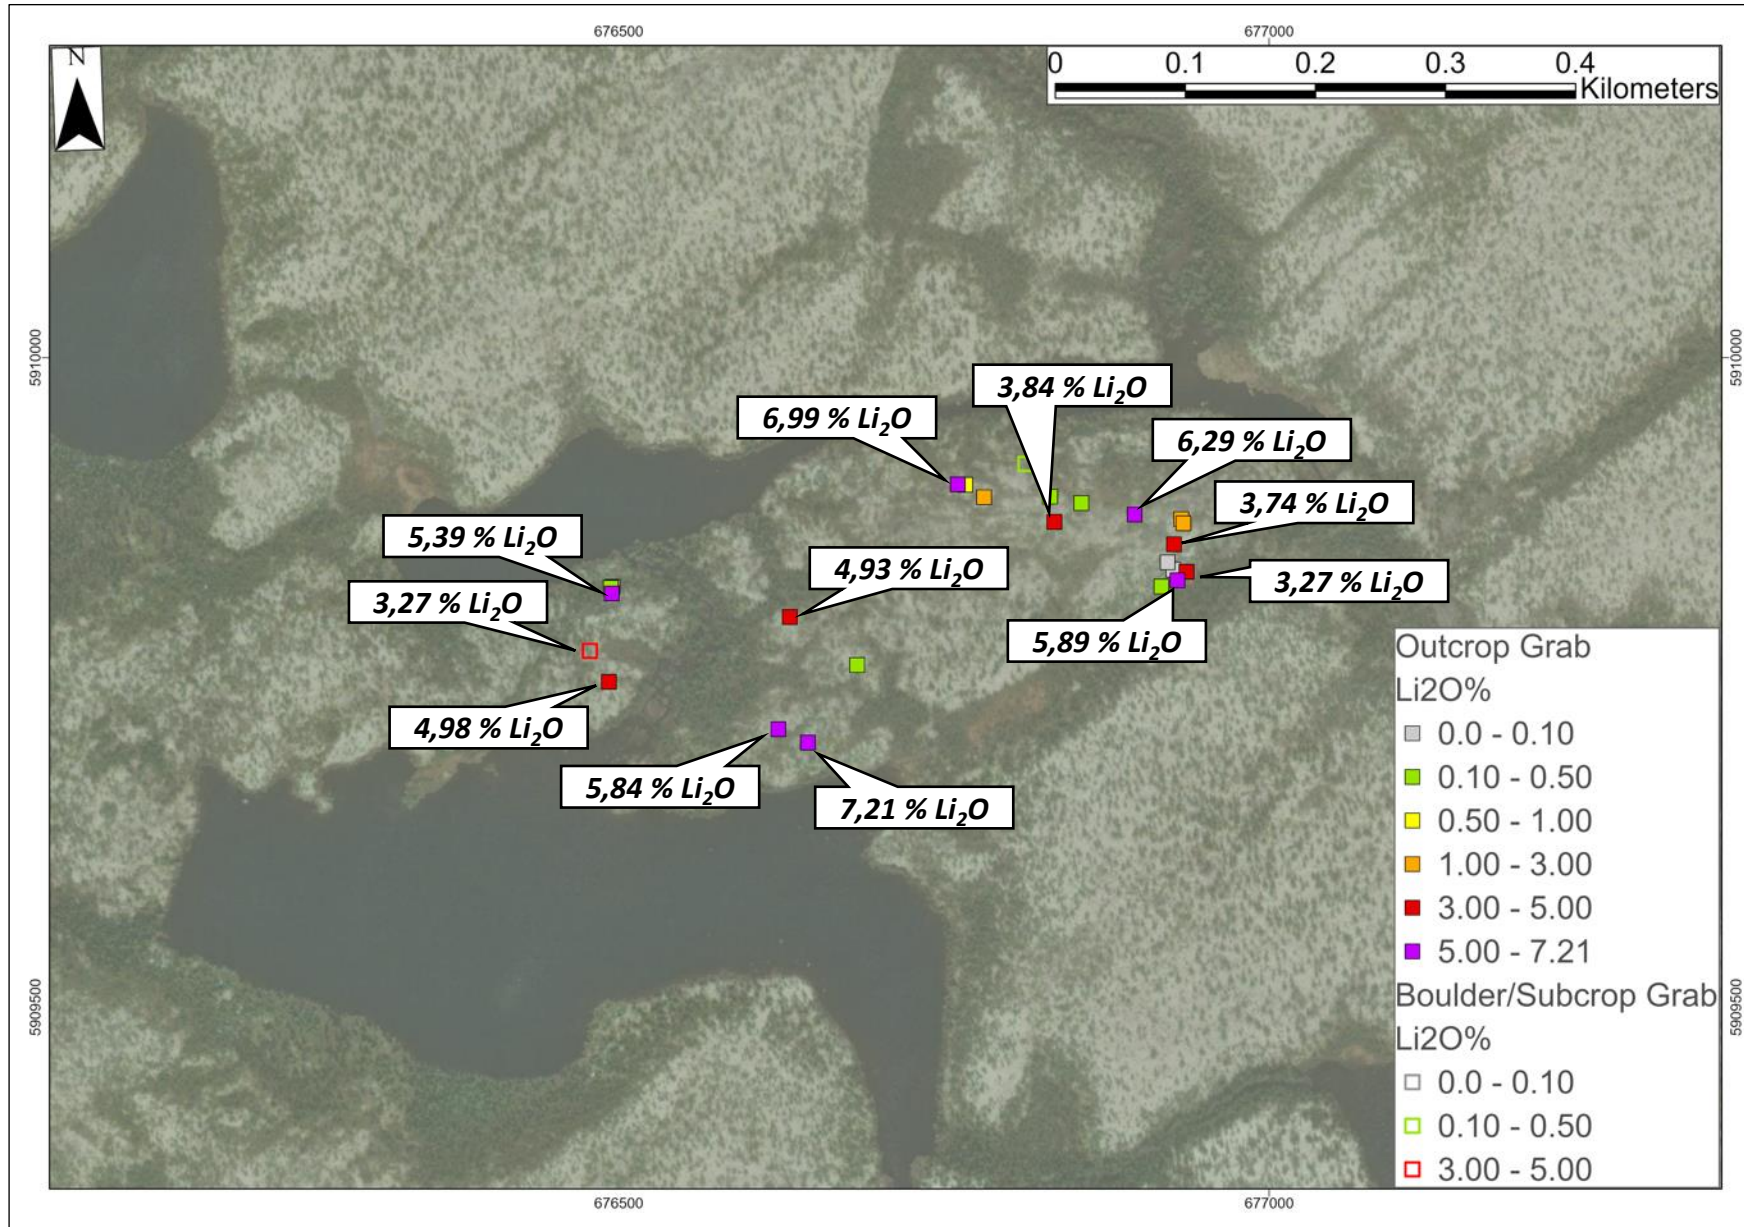 676500
677000
N
0 0.1 0.2 0.3 0.4
Kilometers
5910000
5910000
3,84 % Li₂O
6,99 % Li₂O
6,29 % Li₂O
3,74 % Li₂O
5,39 % Li₂O
4,93 % Li₂O
3,27 % Li₂O
3,27 % Li₂O
5,89 % Li₂O
4,98 % Li₂O
5,84 % Li₂O
7,21 % Li₂O
Outcrop Grab
Li2O%
0.0 - 0.10
0.10 - 0.50
0.50 - 1.00
1.00 - 3.00
3.00 - 5.00
5.00 - 7.21
Boulder/Subcrop Grab
Li2O%
0.0 - 0.10
0.10 - 0.50
3.00 - 5.00
5909500
5909500
676500
677000